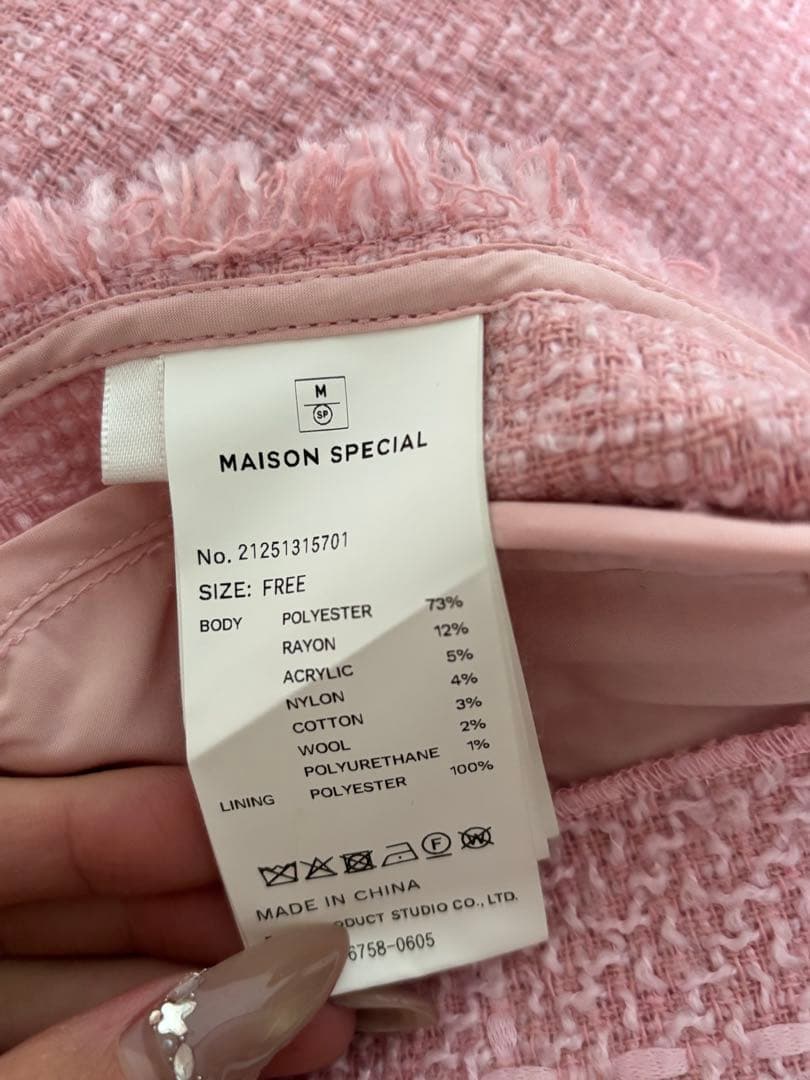 M
SP
MAISON SPECIAL
No. 21251315701
SIZE: FREE
BODY POLYESTER 73%
RAYON 12%
ACRYLIC 5%
NYLON 4%
COTTON 3%
WOOL 2%
POLYURETHANE 1%
LINING POLYESTER 100%
F W
MADE IN CHINA
STUDIO CO., LTD.
6758-0605